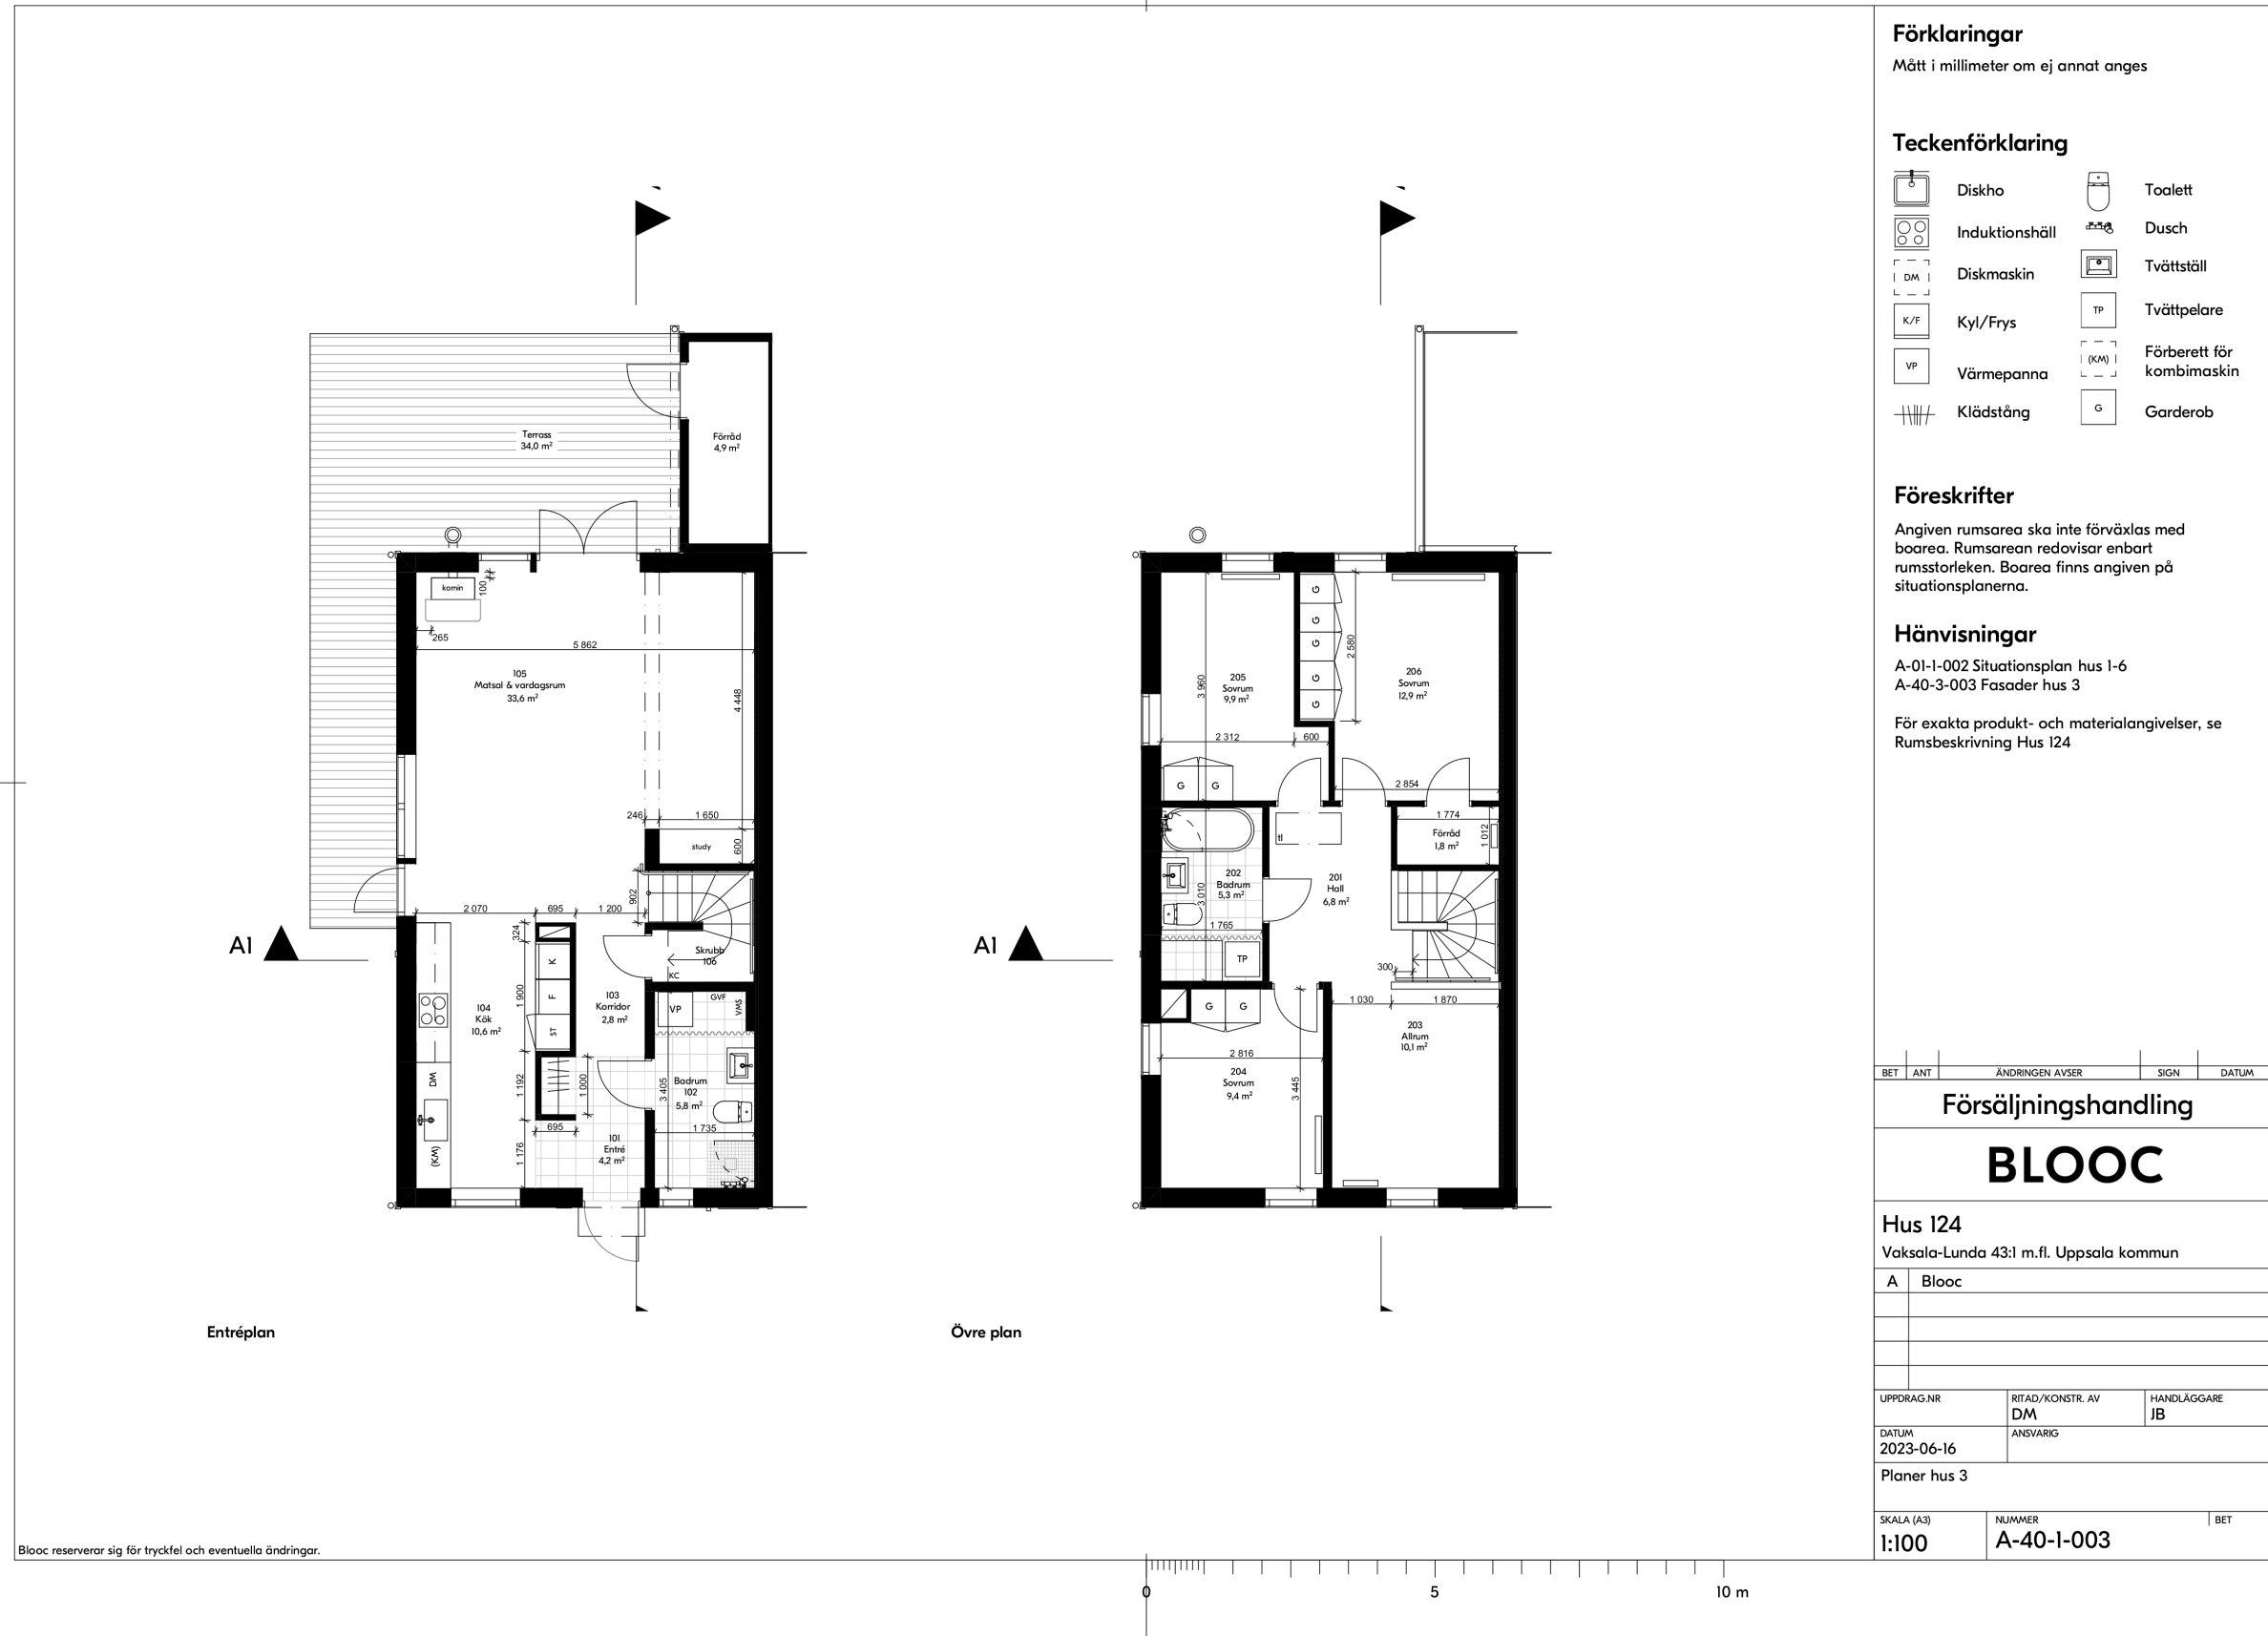 Terrass
34,0 m²
Förråd
4,9 m²
kamin
100
265
5 862
105
Matsal & vardagsrum
33,6 m²
4 448
246
1 650
study
600
902
2 070
695
1 200
A1
324
K
F
ST
1 900
Skrubb
106
KC
103
Korridor
2,8 m²
VP
GVF
VMS
104
Kök
10,6 m²
DM
(KM)
1 192
1 000
695
1 176
3 405
Badrum
102
5,8 m²
1 735
101
Entré
4,2 m²
Entréplan
G
G
G
G
G
2 580
3 960
205
Sovrum
9,9 m²
206
Sovrum
12,9 m²
2 312
600
G
G
2 854
1 774
Förråd
1,8 m²
1 012
tl
202
Badrum
5,3 m²
3 010
1 765
TP
201
Hall
6,8 m²
A1
300
1 030
1 870
G
G
203
Allrum
10,1 m²
2 816
204
Sovrum
9,4 m²
3 445
Övre plan
Förklaringar
Mått i millimeter om ej annat anges
Teckenförklaring
Diskho
Toalett
Induktionshäll
Dusch
DM
Diskmaskin
Tvättställ
K/F
Kyl/Frys
TP
Tvättpelare
VP
Värmepanna
(KM)
Förberett för
kombimaskin
Klädstång
G
Garderob
Föreskrifter
Angiven rumsarea ska inte förväxlas med
boarea. Rumsarean redovisar enbart
rumsstorleken. Boarea finns angiven på
situationsplanerna.
Hänvisningar
A-01-1-002 Situationsplan hus 1-6
A-40-3-003 Fasader hus 3
För exakta produkt- och materialangivelser, se
Rumsbeskrivning Hus 124
BET ANT ÄNDRINGEN AVSER SIGN DATUM
Försäljningshandling
BLOOC
Hus 124
Vaksala-Lunda 43:1 m.fl. Uppsala kommun
A Blooc
UPPDRAG.NR RITAD/KONSTR. AV HANDLÄGGARE
DM JB
DATUM ANSVARIG
2023-06-16
Planer hus 3
SKALA (A3) NUMMER BET
1:100 A-40-1-003
Blooc reserverar sig för tryckfel och eventuella ändringar.
0 5 10 m